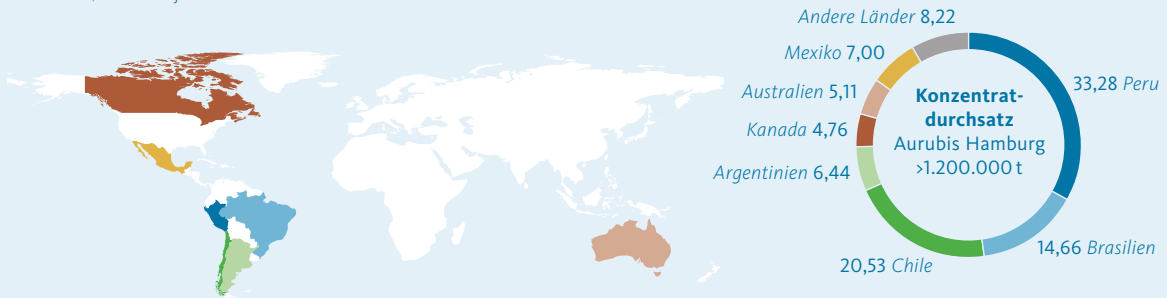 Andere Länder 8,22
Mexiko 7,00
Australien 5,11
Kanada 4,76
Argentinien 6,44
Konzentrat-
durchsatz
Aurubis Hamburg
>1.200.000 t
33,28 Peru
14,66 Brasilien
20,53 Chile